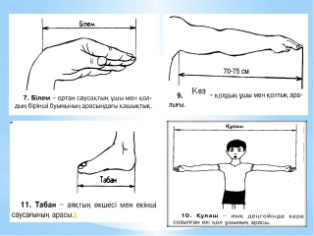 Білем
7. Білем – ортан саусақтың ұшы мен қол-
дың бірінші буынының арасындағы қашықтық.
70-75 см
9. Кез – қолдың ұшы мен қолтық ара-
лығы.
Табан
11. Табан – аяқтың өкшесі мен екінші
саусағының арасы.
Құлаш
10. Құлаш – иық деңгейінде кере
созылған екі қол ұшының арасы.